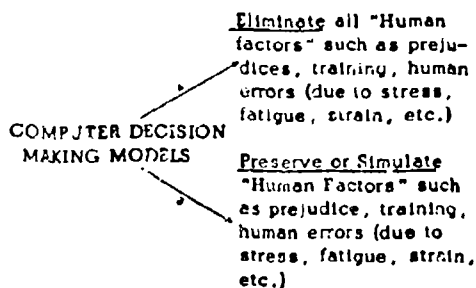 Eliminate all "Human
factors" such as preju-
dices, training, human
errors (due to stress,
fatigue, strain, etc.)
COMPUTER DECISION
MAKING MODELS
Preserve or Simulate
"Human Factors" such
as prejudice, training,
human errors (due to
stress, fatigue, strain,
etc.)